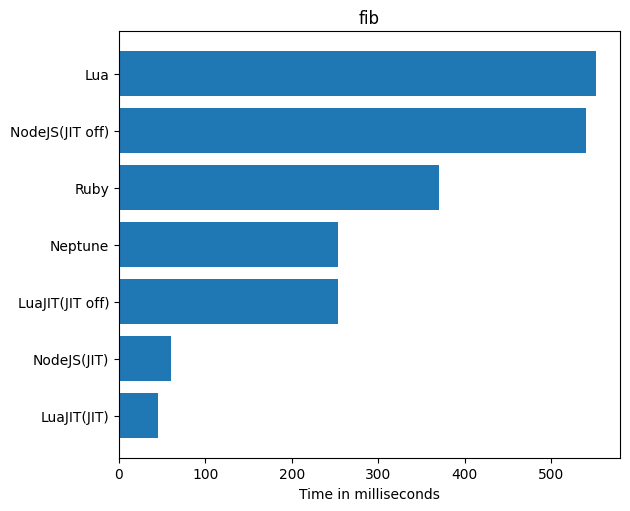 fib
Lua
NodeJS(JIT off)
Ruby
Neptune
LuaJIT(JIT off)
NodeJS(JIT)
LuaJIT(JIT)
0 100 200 300 400 500
Time in milliseconds